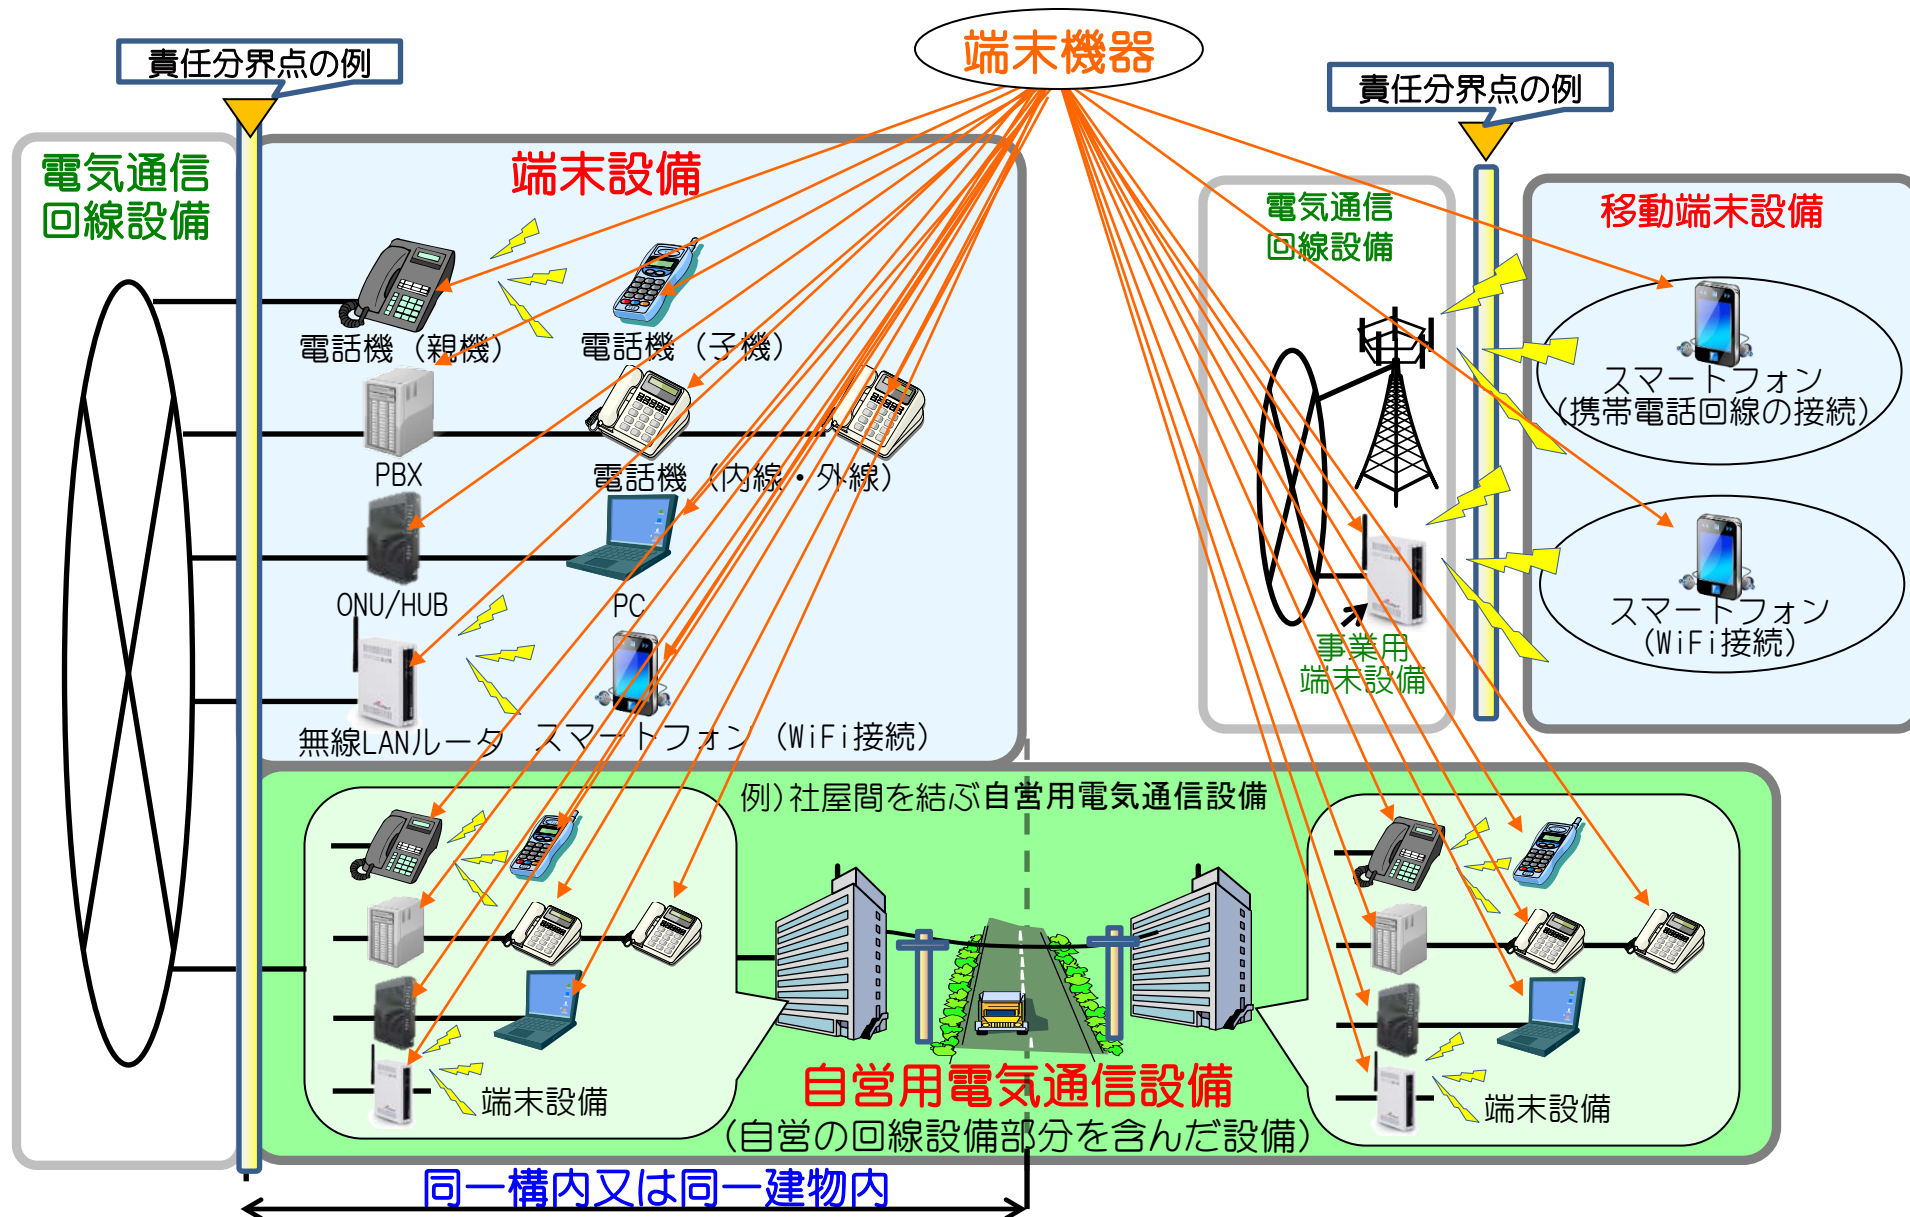 端末機器
責任分界点の例
責任分界点の例
電気通信
回線設備
端末設備
電話機（親機）
電話機（子機）
PBX
電話機（内線・外線）
ONU/HUB
PC
無線LANルータ
スマートフォン（WiFi接続）
電気通信
回線設備
事業用
端末設備
移動端末設備
スマートフォン
(携帯電話回線の接続)
スマートフォン
(WiFi接続)
例)社屋間を結ぶ自営用電気通信設備
端末設備
端末設備
自営用電気通信設備
(自営の回線設備部分を含んだ設備)
同一構内又は同一建物内